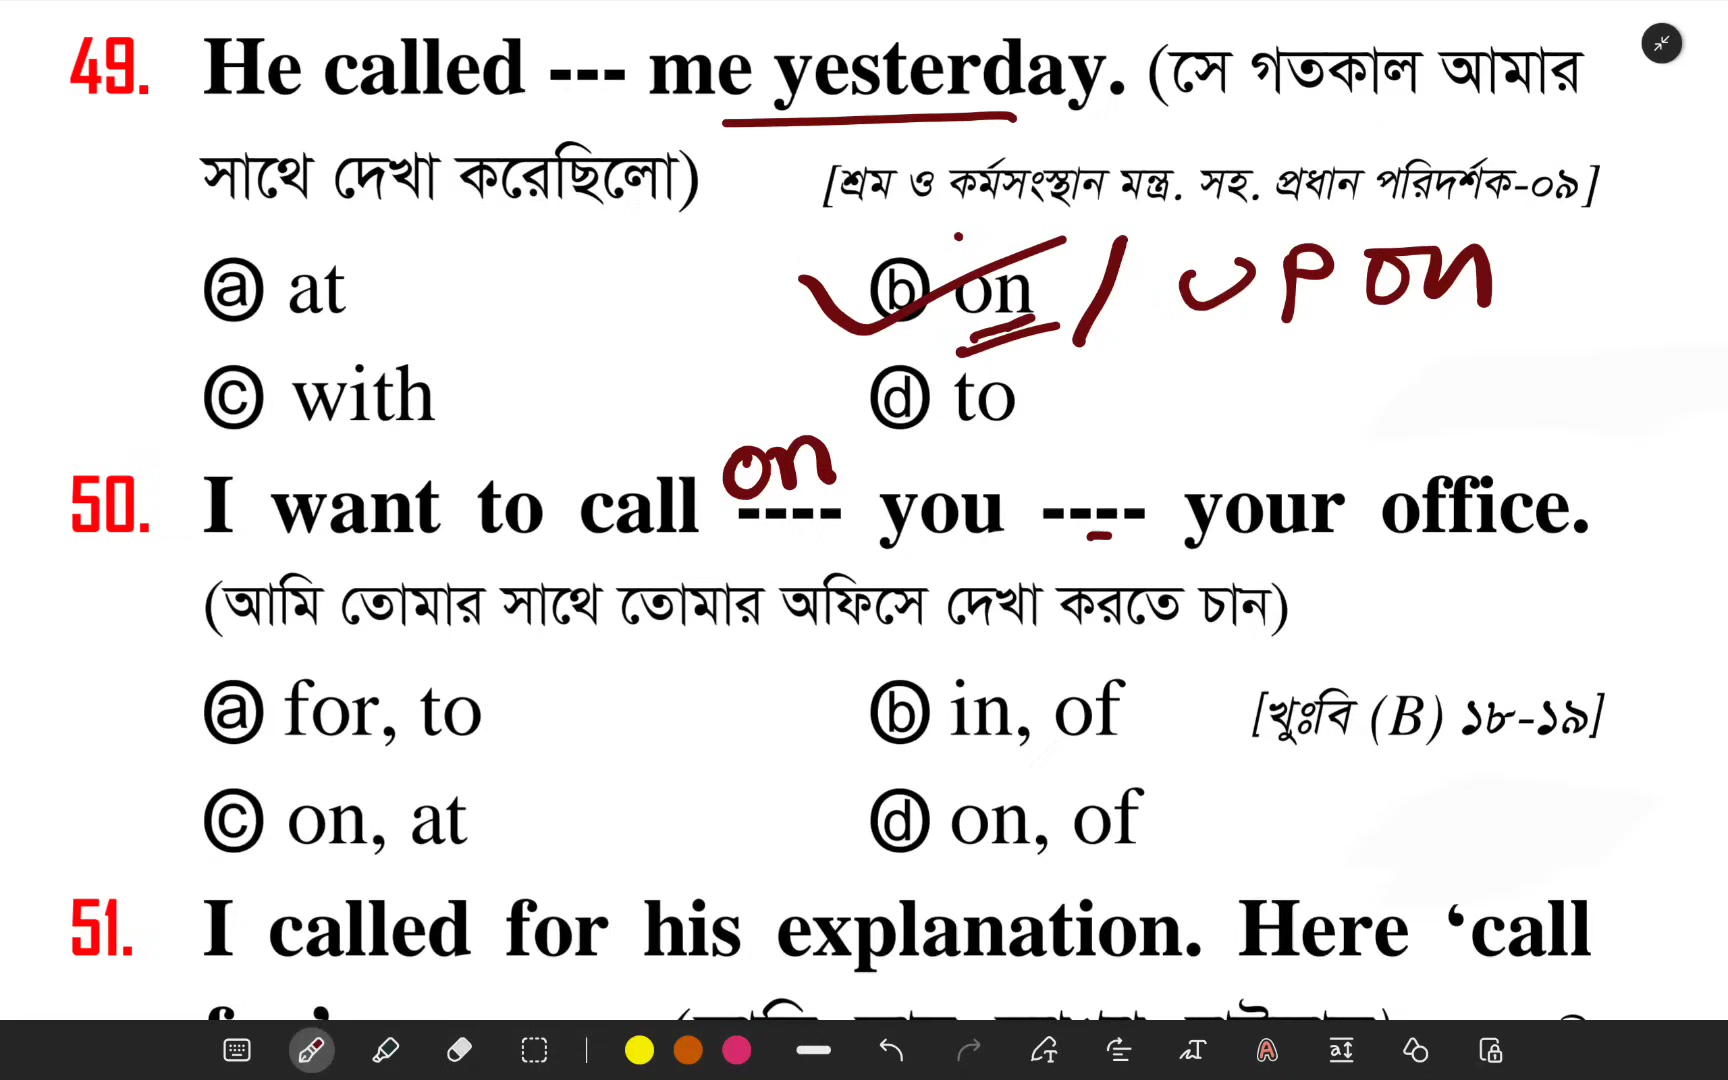 49. He called --- me yesterday. (সে গতকাল আমার
সাথে দেখা করেছিলো) [শ্রম ও কর্মসংস্থান মন্ত্র. সহ. প্রধান পরিদর্শক-০৯]
ⓐ at ⓑ on / upon
ⓒ with ⓓ to
on
50. I want to call ---- you ---- your office.
(আমি তোমার সাথে তোমার অফিসে দেখা করতে চান)
ⓐ for, to ⓑ in, of [খুঃবি (B) ১৮-১৯]
ⓒ on, at ⓓ on, of
51. I called for his explanation. Here ‘call